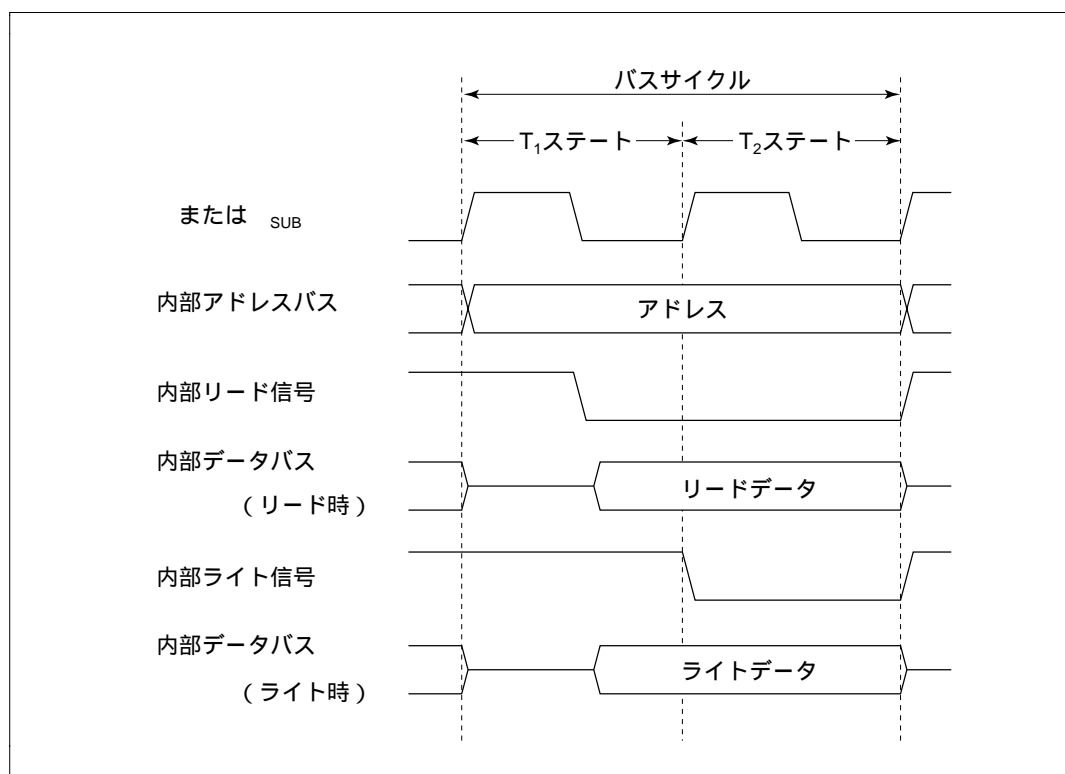 バスサイクル
T₁ステート
T₂ステート
または SUB
内部アドレスバス
アドレス
内部リード信号
内部データバス
(リード時)
リードデータ
内部ライト信号
内部データバス
(ライト時)
ライトデータ